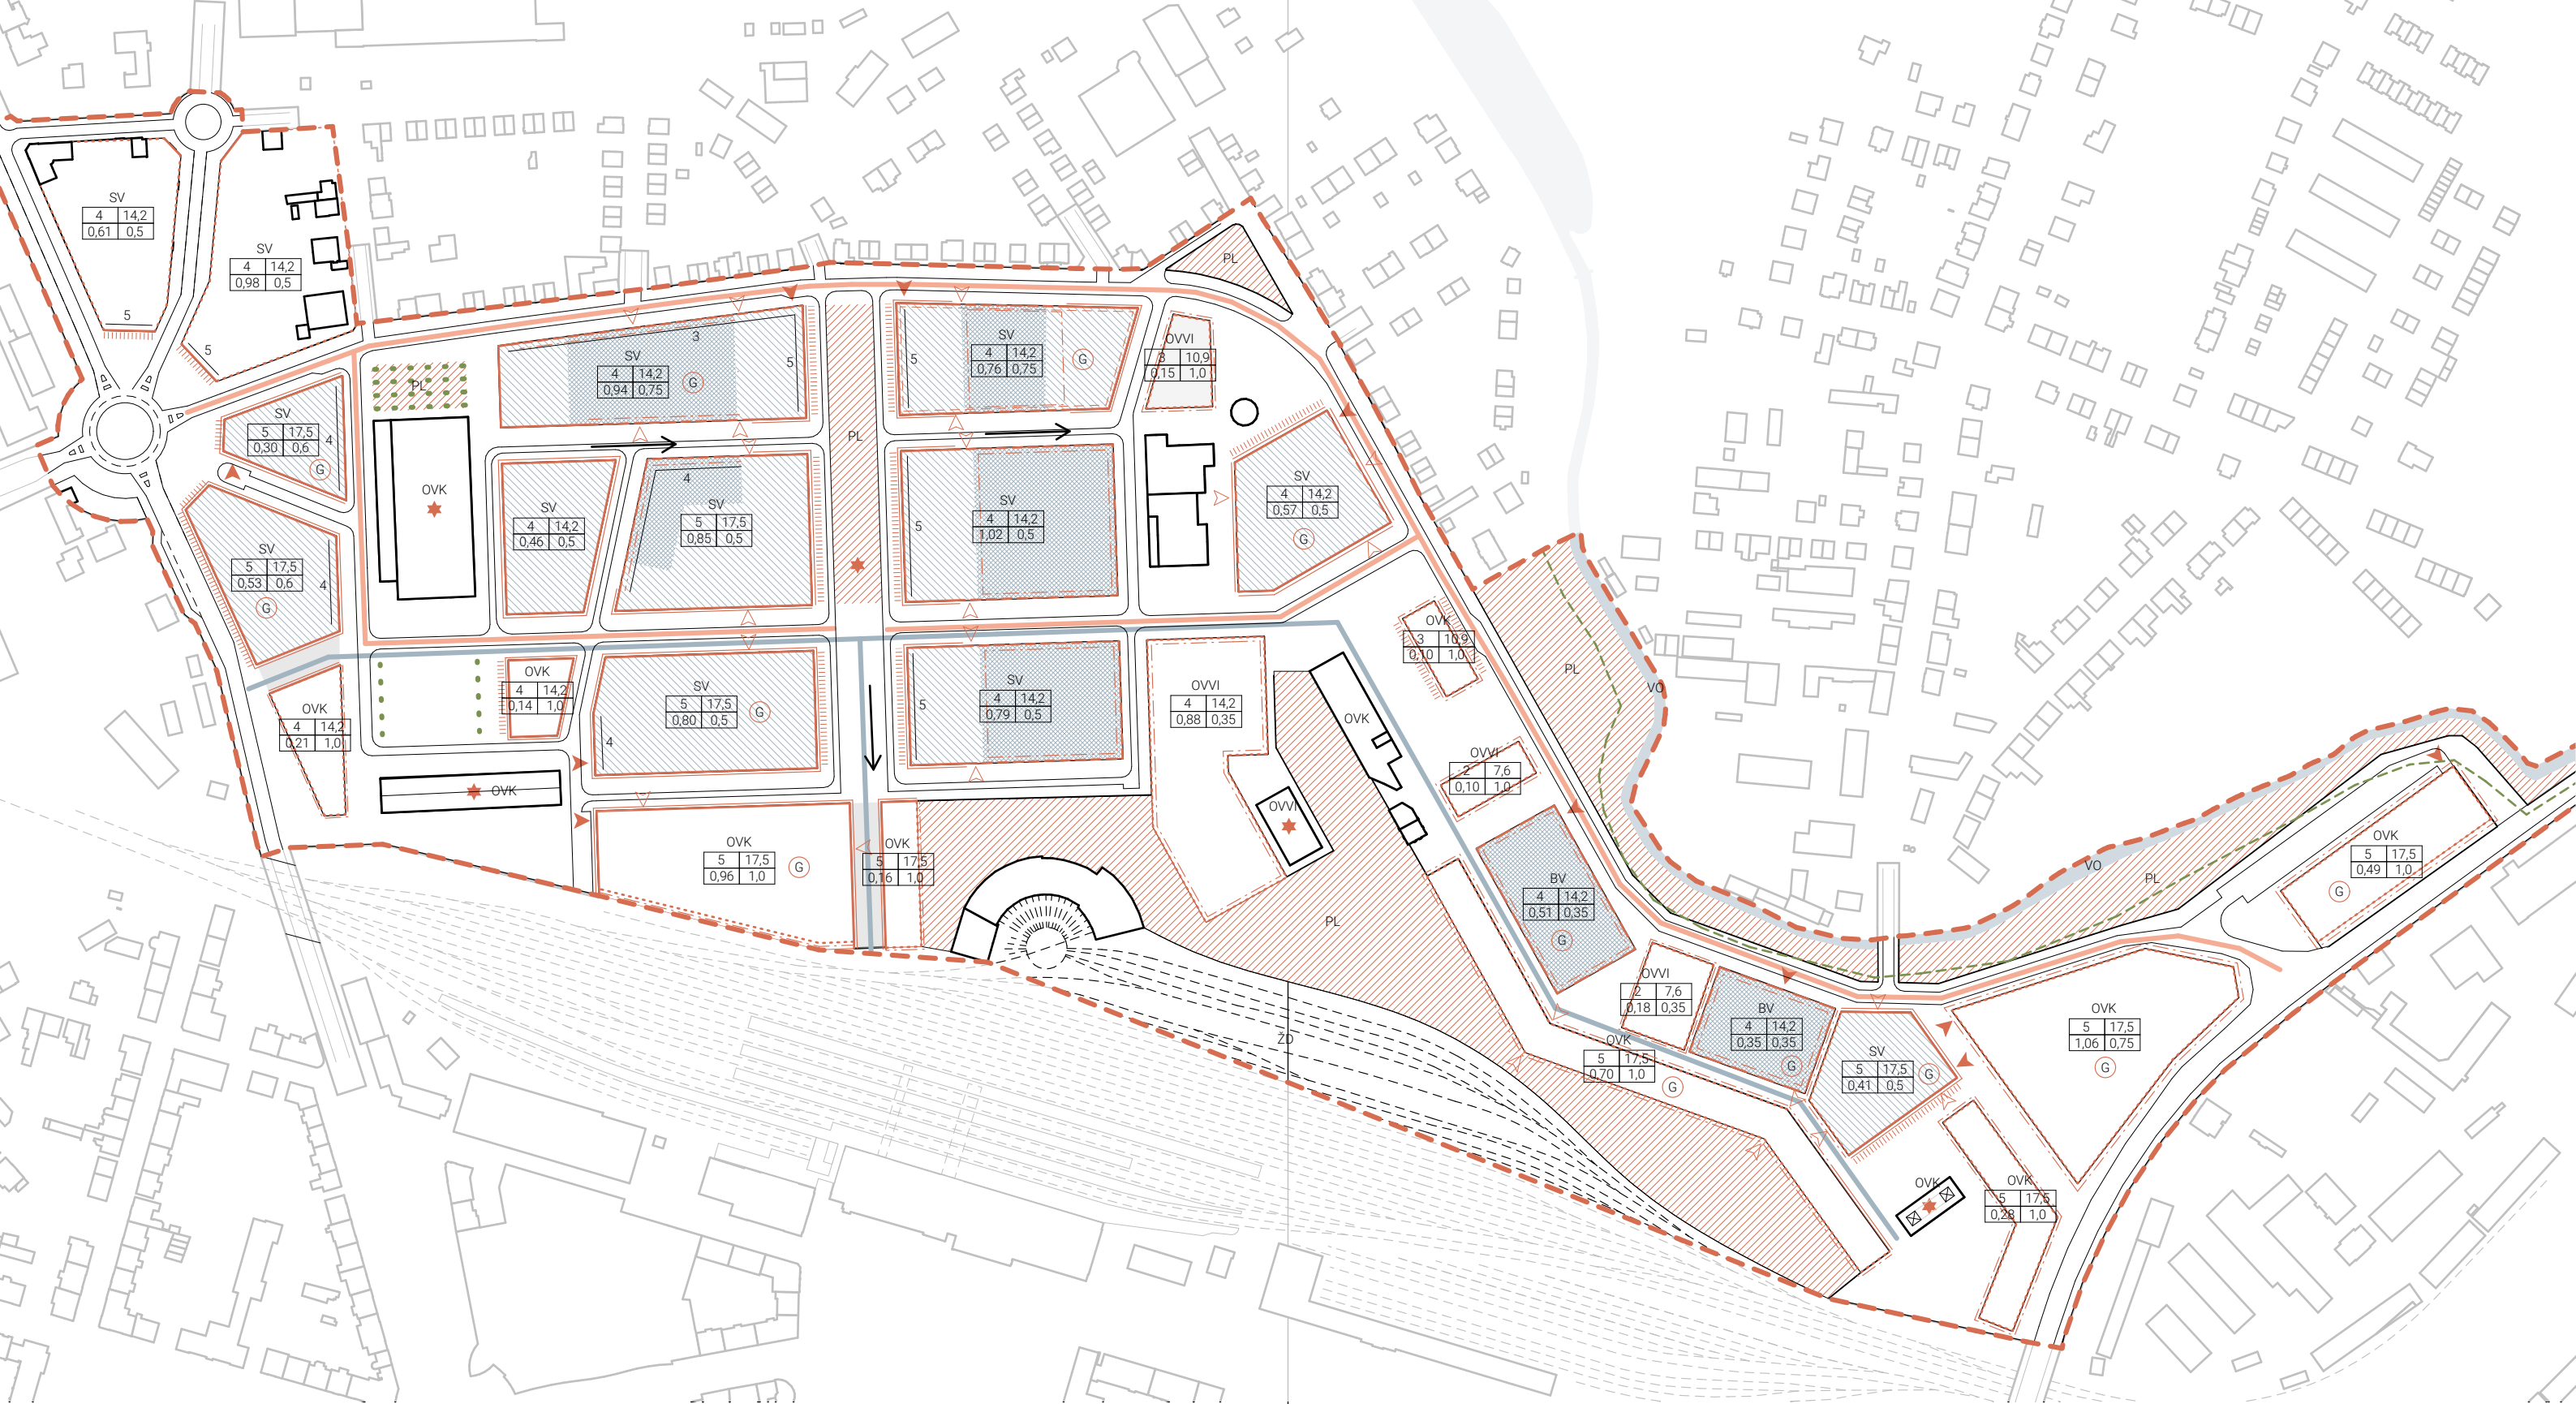 SV
4 14,2
0,61 0,5
5
SV
4 14,2
0,98 0,5
5
PL
SV
5 17,5
0,30 0,6
4
G
SV
5 17,5
0,53 0,6
4
G
PL
OVK
SV
4 14,2
0,94 0,75
G
3
5
SV
4 14,2
0,46 0,5
SV
5 17,5
0,85 0,5
4
PL
SV
4 14,2
0,76 0,75
G
5
OVVI
3 10,9
0,15 1,0
SV
4 14,2
1,02 0,5
5
SV
4 14,2
0,57 0,5
G
OVK
4 14,2
0,21 1,0
OVK
4 14,2
0,14 1,0
SV
5 17,5
0,80 0,5
G
4
SV
4 14,2
0,79 0,5
5
OVVI
4 14,2
0,88 0,35
OVK
OVK
3 10,9
0,10 1,0
PL
VO
OVK
OVVI
2 7,6
0,10 1,0
OVVI
OVK
5 17,5
0,96 1,0
G
OVK
5 17,5
0,16 1,0
PL
BV
4 14,2
0,51 0,35
G
VO
PL
OVK
5 17,5
0,49 1,0
G
OVVI
2 7,6
0,18 0,35
BV
4 14,2
0,35 0,35
G
OVK
5 17,5
0,70 1,0
G
SV
5 17,5
0,41 0,5
G
OVK
5 17,5
1,06 0,75
G
ŽD
OVK
OVK
5 17,5
0,28 1,0